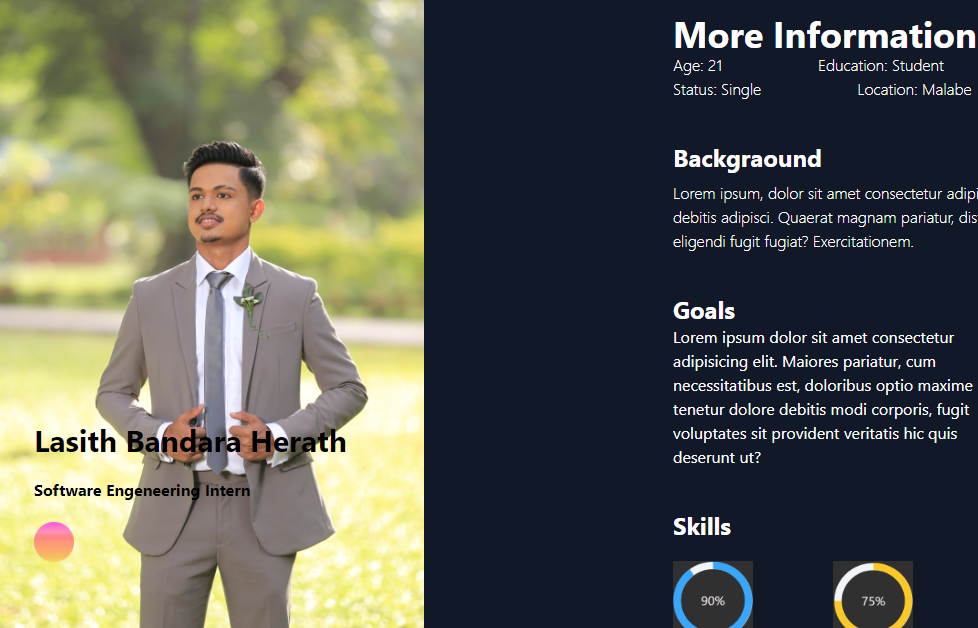 More Information
Age: 21 Education: Student
Status: Single Location: Malabe
Backgraound
Lorem ipsum, dolor sit amet consectetur
debitis adipisci. Quaerat magnam pariatur,
eligendi fugit fugiat? Exercitationem.
Goals
Lorem ipsum dolor sit amet consectetur
adipisicing elit. Maiores pariatur, cum
necessitatibus est, doloribus optio maxime
tenetur dolore debitis modi corporis, fugit
voluptates sit provident veritatis hic quis
deserunt ut?
Lasith Bandara Herath
Software Engeneering Intern
Skills
90% 75%